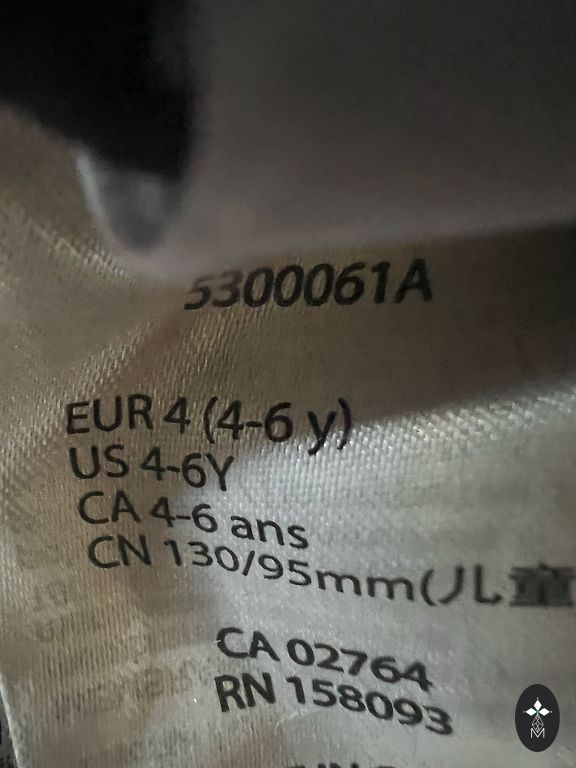 5300061A
EUR 4 (4-6 y)
US 4-6Y
CA 4-6 ans
CN 130/95mm(儿童
CA 02764
RN 158093
M